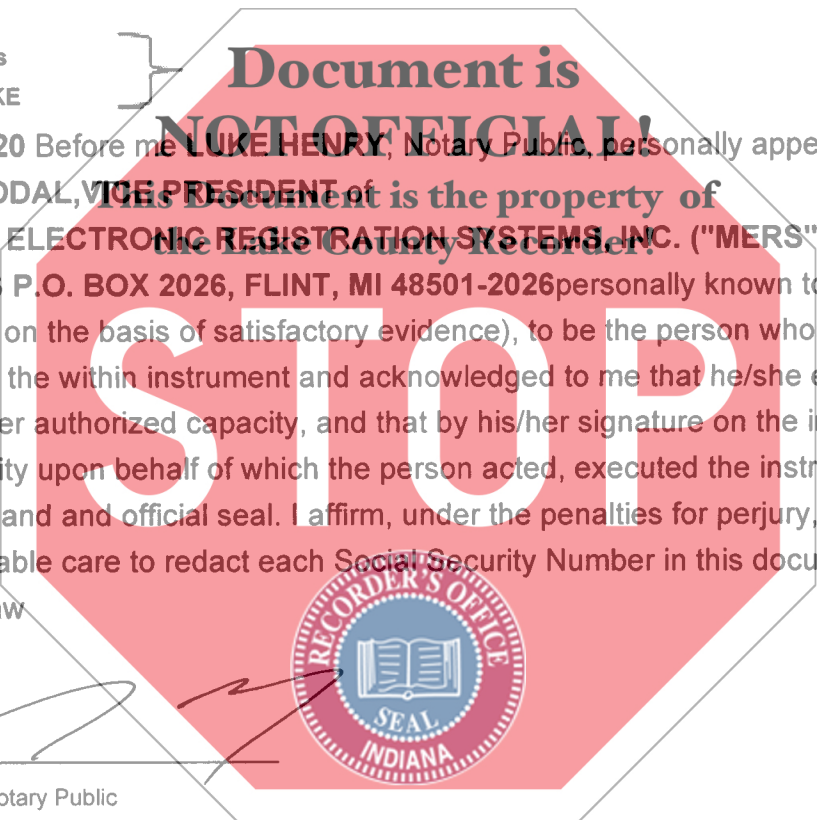 s
KE
Document is
NOT OFFICIAL!
20 Before me LUKE HENRY, Notary Public, personally appe
ODAL, VICE PRESIDENT of
This Document is the property of
ELECTRONIC REGISTRATION SYSTEMS, INC. ("MERS"
the Lake County Recorder!
P.O. BOX 2026, FLINT, MI 48501-2026personally known to
on the basis of satisfactory evidence), to be the person who
the within instrument and acknowledged to me that he/she e
er authorized capacity, and that by his/her signature on the i
ity upon behalf of which the person acted, executed the instr
and and official seal. I affirm, under the penalties for perjury,
able care to redact each Social Security Number in this docu
aw
STOP
RECORDER'S OFFICE
SEAL
INDIANA
otary Public